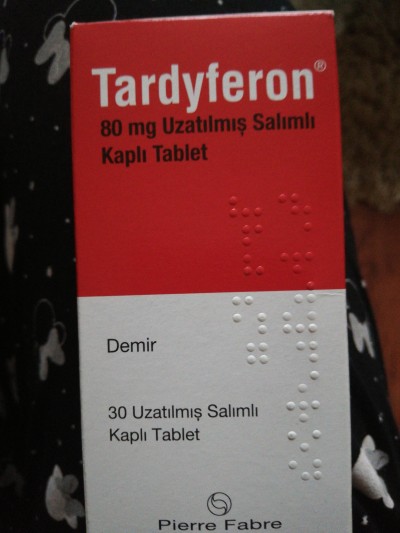 Tardyferon®
80 mg Uzatılmış Salımlı
Kaplı Tablet
Demir
30 Uzatılmış Salımlı
Kaplı Tablet
Pierre Fabre